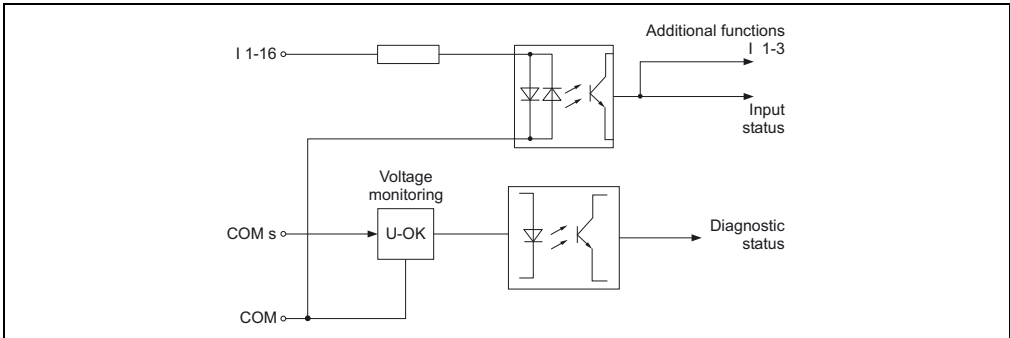 Additional functions
I 1-3
I 1-16
Input
status
Voltage
monitoring
COM s
U-OK
Diagnostic
status
COM